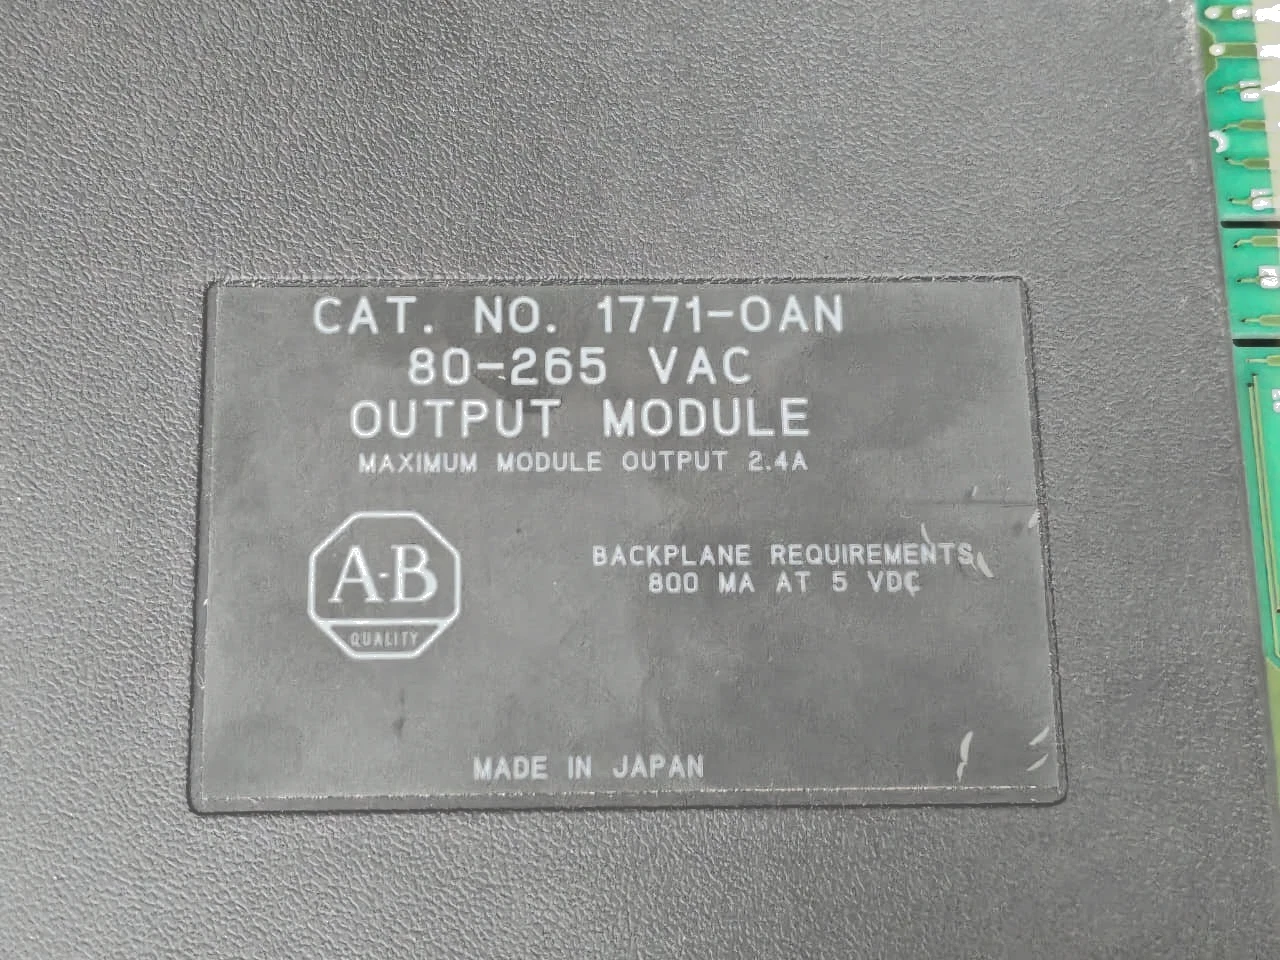 CAT. NO. 1771-OAN
80-265 VAC
OUTPUT MODULE
MAXIMUM MODULE OUTPUT 2.4A
A-B
QUALITY
BACKPLANE REQUIREMENTS
800 MA AT 5 VDC
MADE IN JAPAN